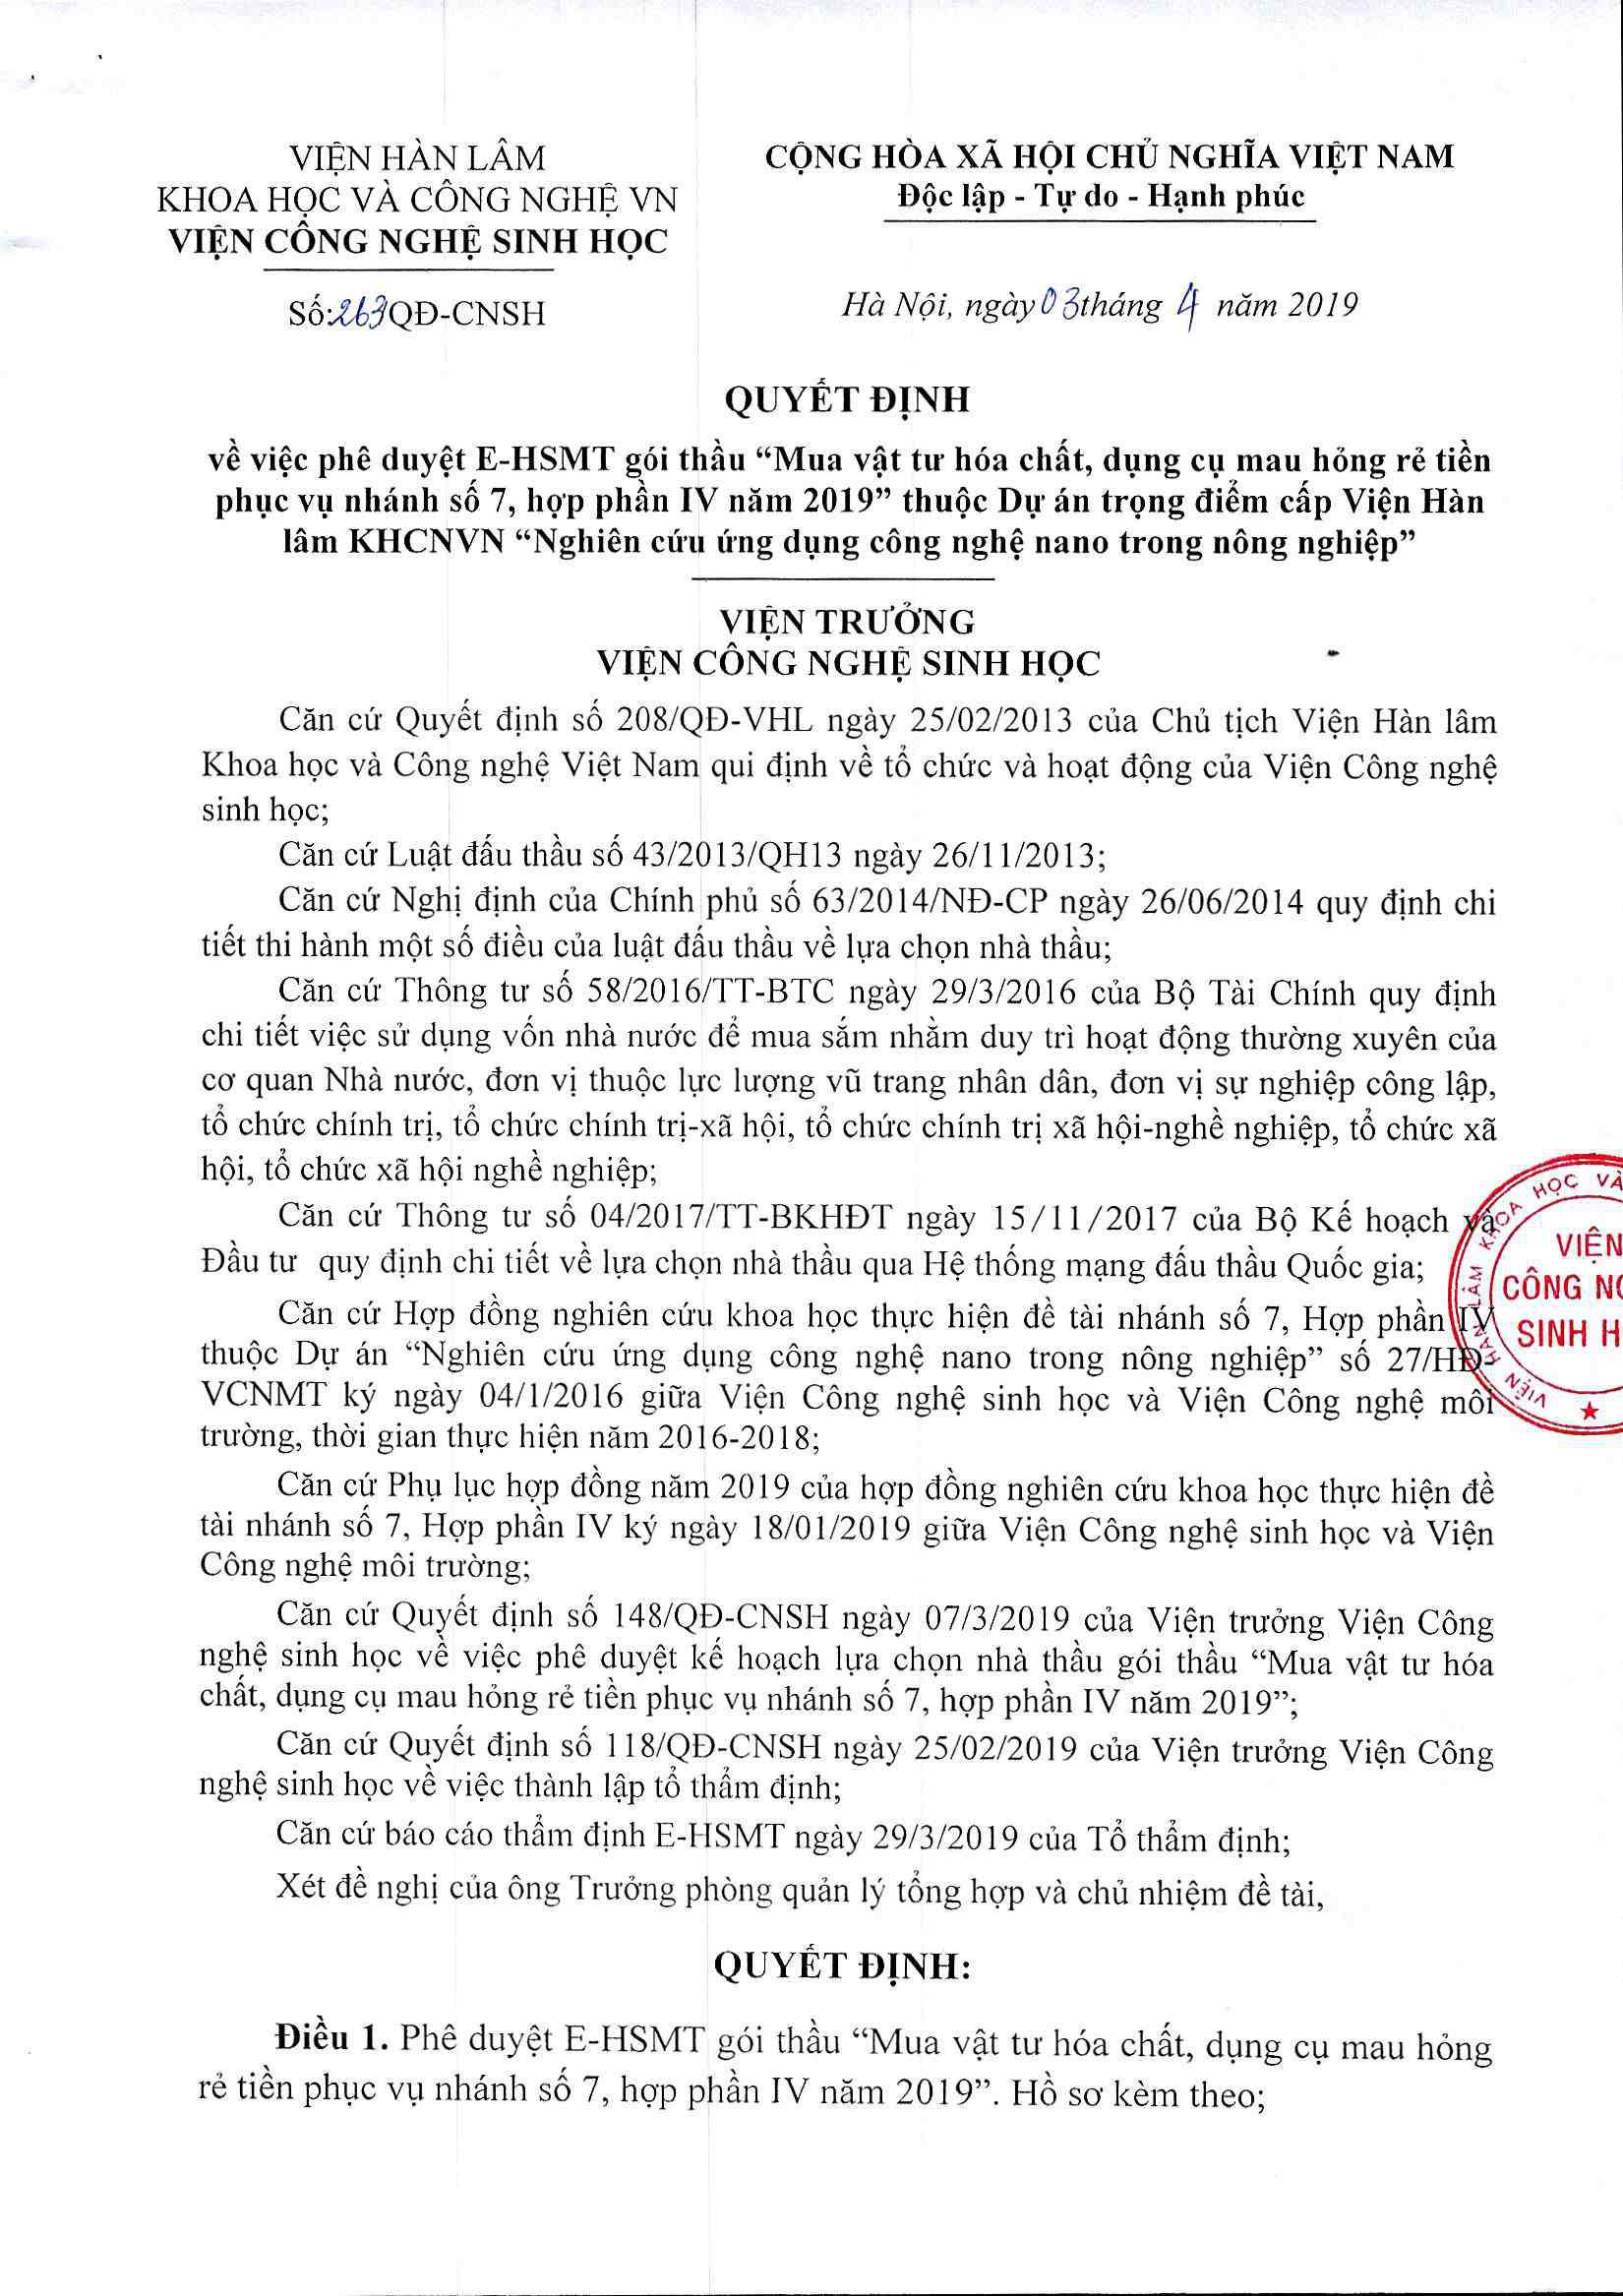 VIỆN HÀN LÂM
KHOA HỌC VÀ CÔNG NGHỆ VN
VIỆN CÔNG NGHỆ SINH HỌC
Số:263QĐ-CNSH
CỘNG HÒA XÃ HỘI CHỦ NGHĨA VIỆT NAM
Độc lập - Tự do - Hạnh phúc
Hà Nội, ngày 03 tháng 4 năm 2019
QUYẾT ĐỊNH
về việc phê duyệt E-HSMT gói thầu “Mua vật tư hóa chất, dụng cụ mau hỏng rẻ tiền
phục vụ nhánh số 7, hợp phần IV năm 2019” thuộc Dự án trọng điểm cấp Viện Hàn
lâm KHCNVN “Nghiên cứu ứng dụng công nghệ nano trong nông nghiệp”
VIỆN TRƯỞNG
VIỆN CÔNG NGHỆ SINH HỌC
Căn cứ Quyết định số 208/QĐ-VHL ngày 25/02/2013 của Chủ tịch Viện Hàn lâm
Khoa học và Công nghệ Việt Nam qui định về tổ chức và hoạt động của Viện Công nghệ
sinh học;
Căn cứ Luật đấu thầu số 43/2013/QH13 ngày 26/11/2013;
Căn cứ Nghị định của Chính phủ số 63/2014/NĐ-CP ngày 26/06/2014 quy định chi
tiết thi hành một số điều của luật đấu thầu về lựa chọn nhà thầu;
Căn cứ Thông tư số 58/2016/TT-BTC ngày 29/3/2016 của Bộ Tài Chính quy định
chi tiết việc sử dụng vốn nhà nước để mua sắm nhằm duy trì hoạt động thường xuyên của
cơ quan Nhà nước, đơn vị thuộc lực lượng vũ trang nhân dân, đơn vị sự nghiệp công lập,
tổ chức chính trị, tổ chức chính trị-xã hội, tổ chức chính trị xã hội-nghề nghiệp, tổ chức xã
hội, tổ chức xã hội nghề nghiệp;
Căn cứ Thông tư số 04/2017/TT-BKHĐT ngày 15/11/2017 của Bộ Kế hoạch và
Đầu tư quy định chi tiết về lựa chọn nhà thầu qua Hệ thống mạng đấu thầu Quốc gia;
Căn cứ Hợp đồng nghiên cứu khoa học thực hiện đề tài nhánh số 7, Hợp phần IV
thuộc Dự án “Nghiên cứu ứng dụng công nghệ nano trong nông nghiệp” số 27/HĐ-
VCNMT ký ngày 04/1/2016 giữa Viện Công nghệ sinh học và Viện Công nghệ môi
trường, thời gian thực hiện năm 2016-2018;
Căn cứ Phụ lục hợp đồng năm 2019 của hợp đồng nghiên cứu khoa học thực hiện đề
tài nhánh số 7, Hợp phần IV ký ngày 18/01/2019 giữa Viện Công nghệ sinh học và Viện
Công nghệ môi trường;
Căn cứ Quyết định số 148/QĐ-CNSH ngày 07/3/2019 của Viện trưởng Viện Công
nghệ sinh học về việc phê duyệt kế hoạch lựa chọn nhà thầu gói thầu “Mua vật tư hóa
chất, dụng cụ mau hỏng rẻ tiền phục vụ nhánh số 7, hợp phần IV năm 2019”;
Căn cứ Quyết định số 118/QĐ-CNSH ngày 25/02/2019 của Viện trưởng Viện Công
nghệ sinh học về việc thành lập tổ thẩm định;
Căn cứ báo cáo thẩm định E-HSMT ngày 29/3/2019 của Tổ thẩm định;
Xét đề nghị của ông Trưởng phòng quản lý tổng hợp và chủ nhiệm đề tài,
QUYẾT ĐỊNH:
Điều 1. Phê duyệt E-HSMT gói thầu “Mua vật tư hóa chất, dụng cụ mau hỏng
rẻ tiền phục vụ nhánh số 7, hợp phần IV năm 2019”. Hồ sơ kèm theo;
VIỆN HÀN LÂM KHOA HỌC VÀ
VIỆN
CÔNG NG
SINH H